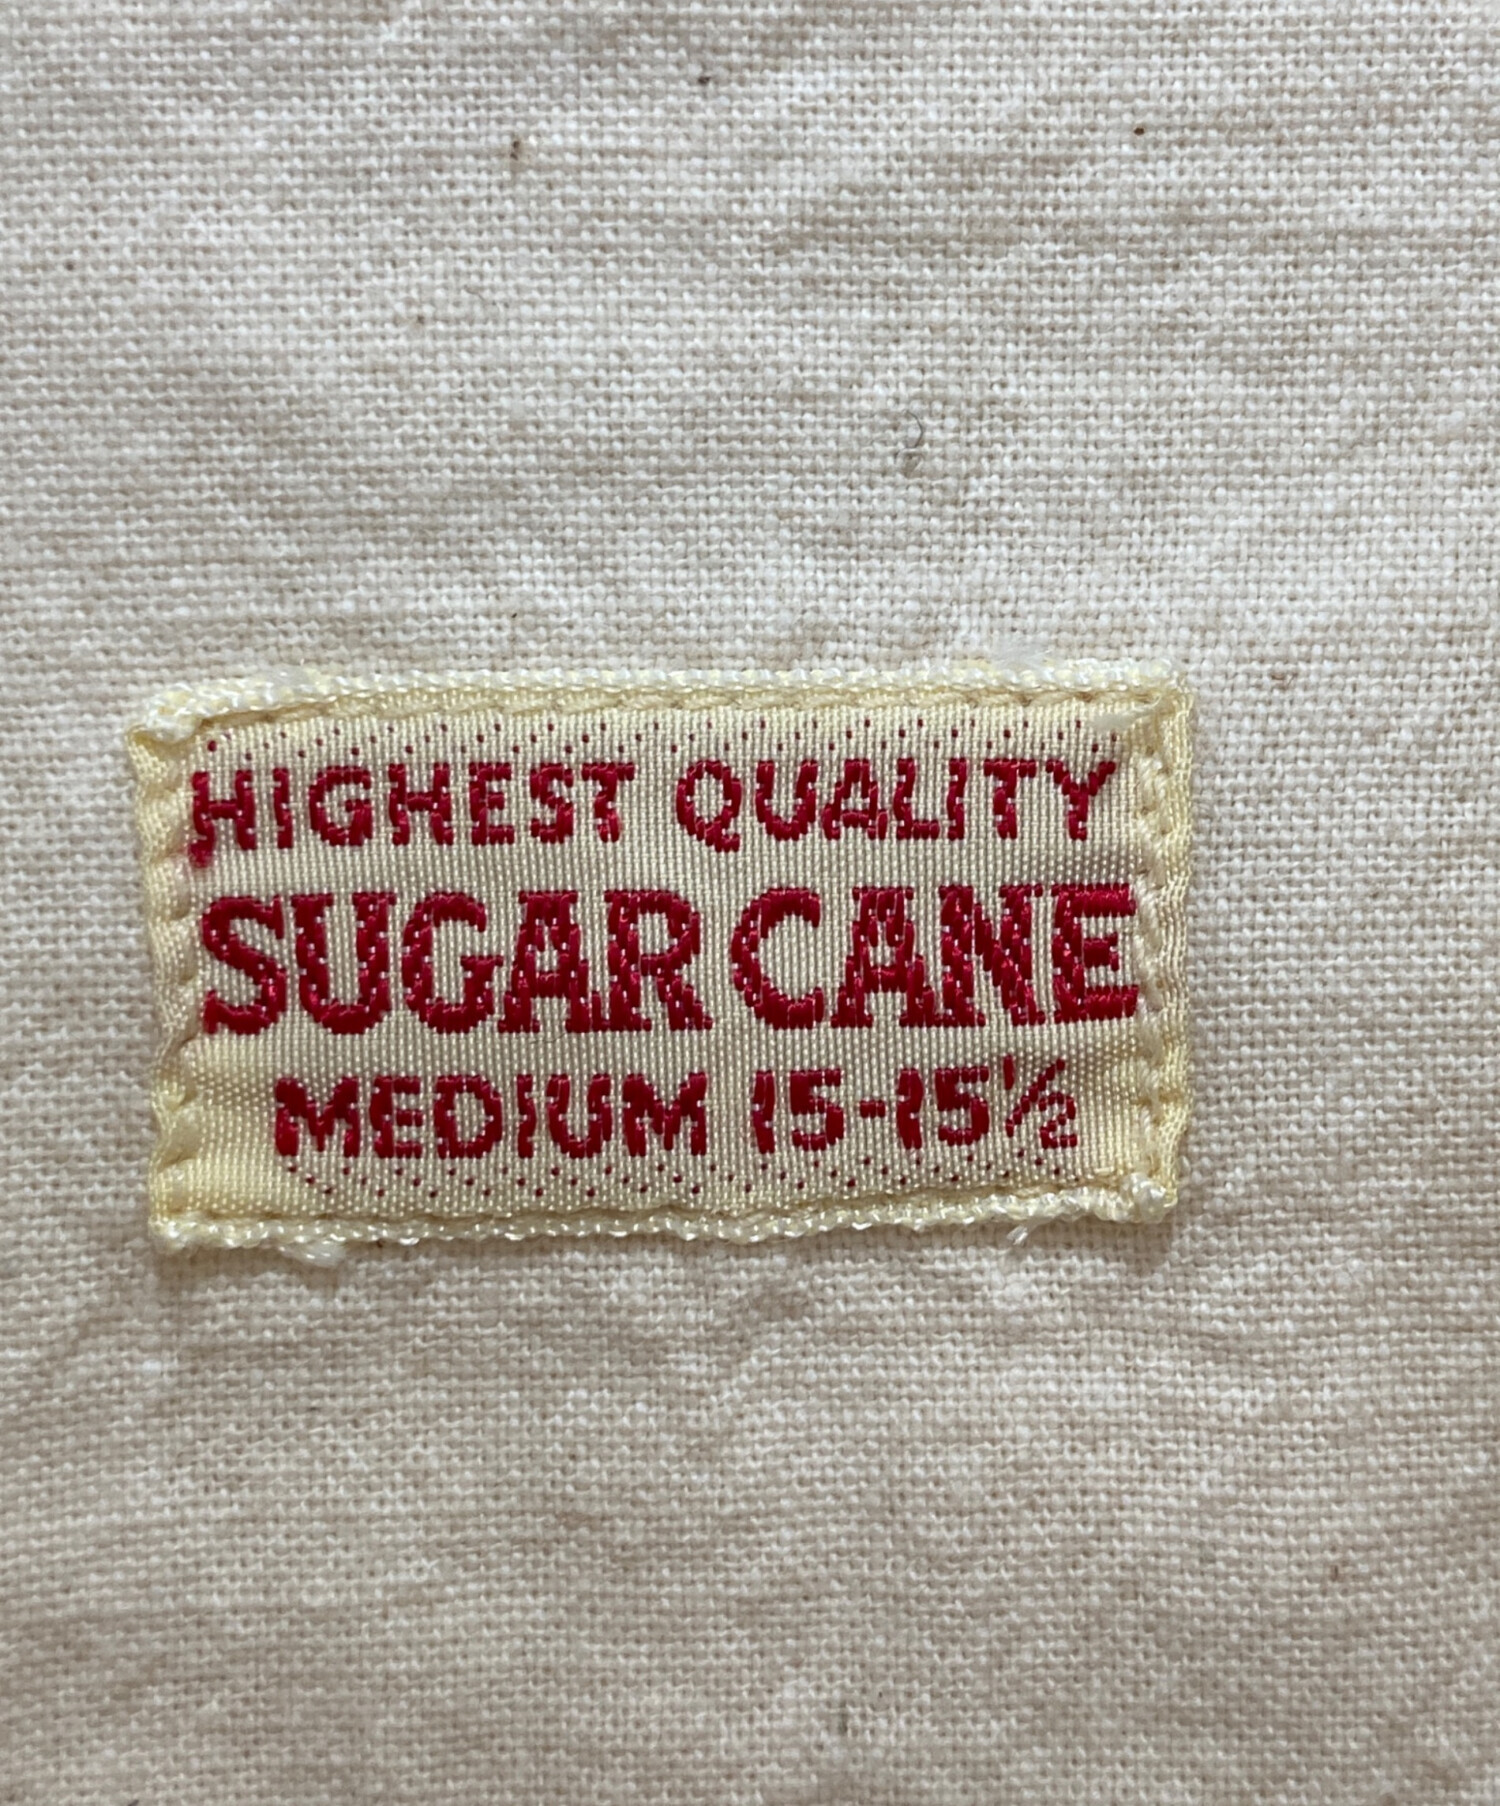 HIGHEST QUALITY
SUGAR CANE
MEDIUM 15-15½